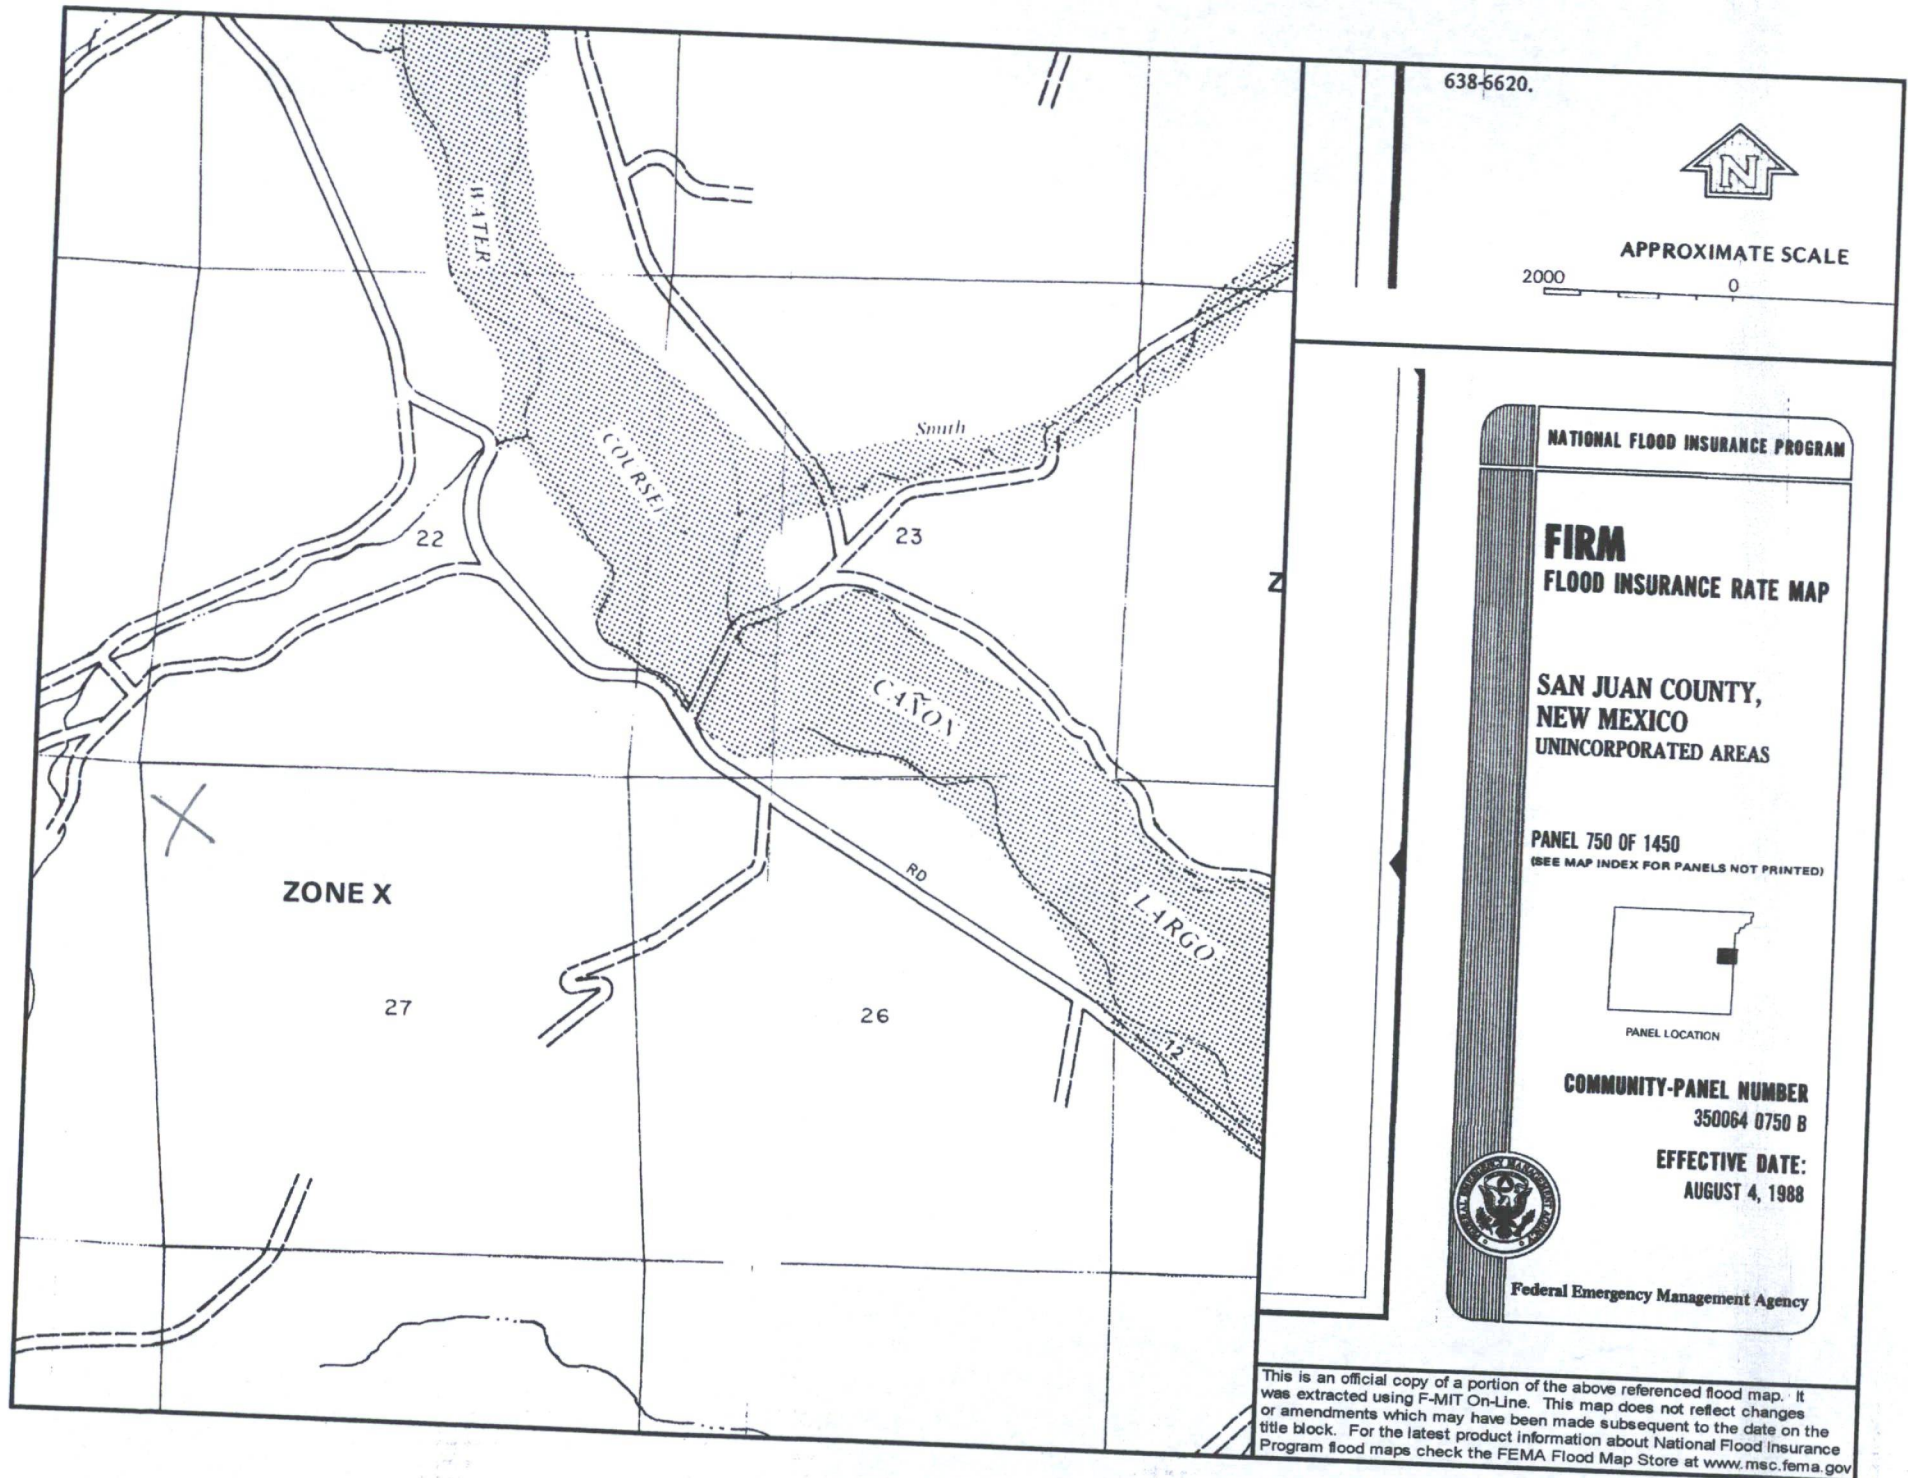 WATER
COURSE)
Smith
22
23
Z
CAÑON
RD
LARGO
ZONE X
27
26
12
638-6620.
N
APPROXIMATE SCALE
2000 0
NATIONAL FLOOD INSURANCE PROGRAM
FIRM
FLOOD INSURANCE RATE MAP
SAN JUAN COUNTY,
NEW MEXICO
UNINCORPORATED AREAS
PANEL 750 OF 1450
(SEE MAP INDEX FOR PANELS NOT PRINTED)
PANEL LOCATION
COMMUNITY-PANEL NUMBER
350064 0750 B
EFFECTIVE DATE:
AUGUST 4, 1988
FEDERAL EMERGENCY MANAGEMENT AGENCY
Federal Emergency Management Agency
This is an official copy of a portion of the above referenced flood map. It
was extracted using F-MIT On-Line. This map does not reflect changes
or amendments which may have been made subsequent to the date on the
title block. For the latest product information about National Flood Insurance
Program flood maps check the FEMA Flood Map Store at www.msc.fema.gov